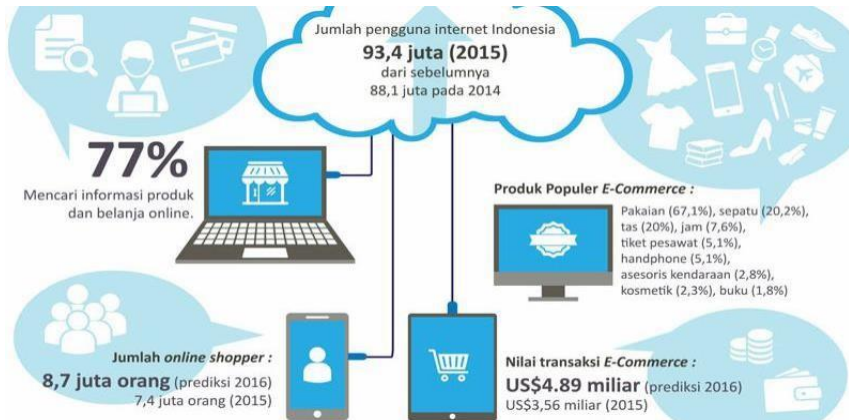 Jumlah pengguna internet Indonesia
93,4 juta (2015)
dari sebelumnya
88,1 juta pada 2014
77%
Mencari informasi produk
dan belanja online.
Produk Populer E-Commerce :
Pakaian (67,1%), sepatu (20,2%),
tas (20%), jam (7,6%),
tiket pesawat (5,1%),
handphone (5,1%),
asesoris kendaraan (2,8%),
kosmetik (2,3%), buku (1,8%)
Jumlah online shopper :
8,7 juta orang (prediksi 2016)
7,4 juta orang (2015)
Nilai transaksi E-Commerce :
US$4.89 miliar (prediksi 2016)
US$3,56 miliar (2015)